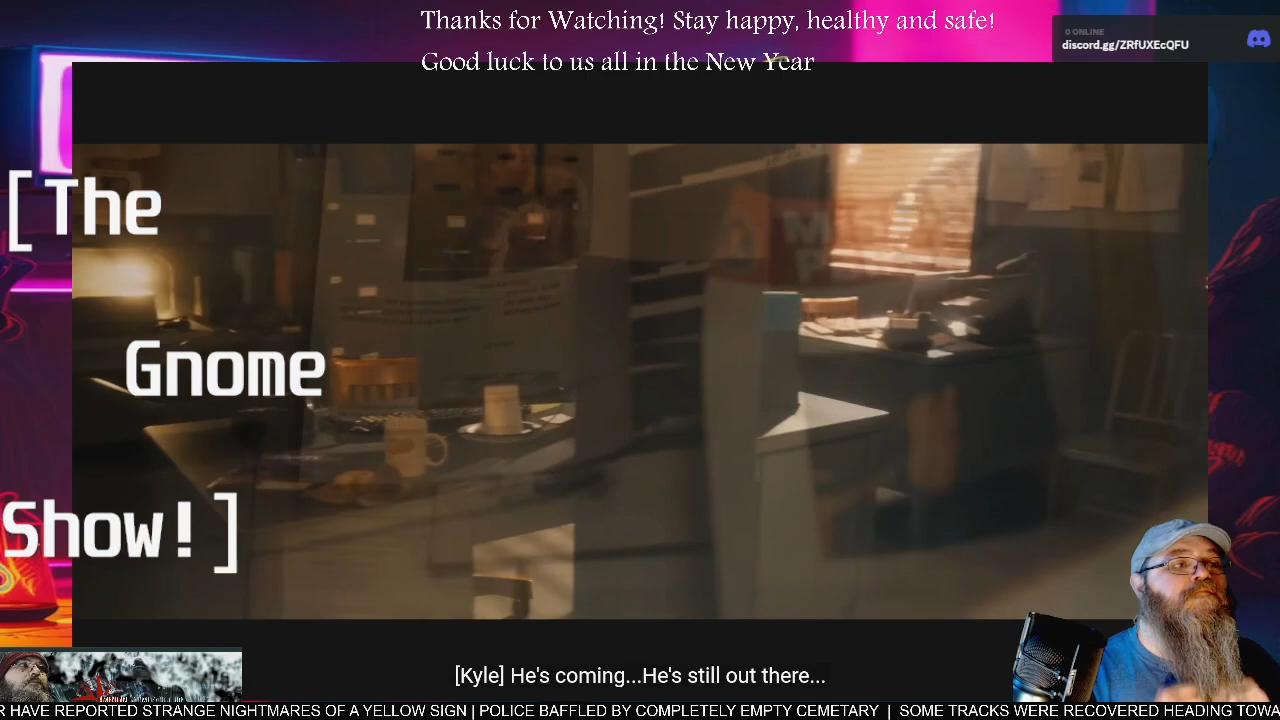 Thanks for Watching! Stay happy, healthy and safe!
Good luck to us all in the New Year
0 ONLINE
discord.gg/ZRfUXEcQFU
[The
Gnome
Show! ]
[Kyle] He's coming...He's still out there...
R HAVE REPORTED STRANGE NIGHTMARES OF A YELLOW SIGN | POLICE BAFFLED BY COMPLETELY EMPTY CEMETARY | SOME TRACKS WERE RECOVERED HEADING TOWA